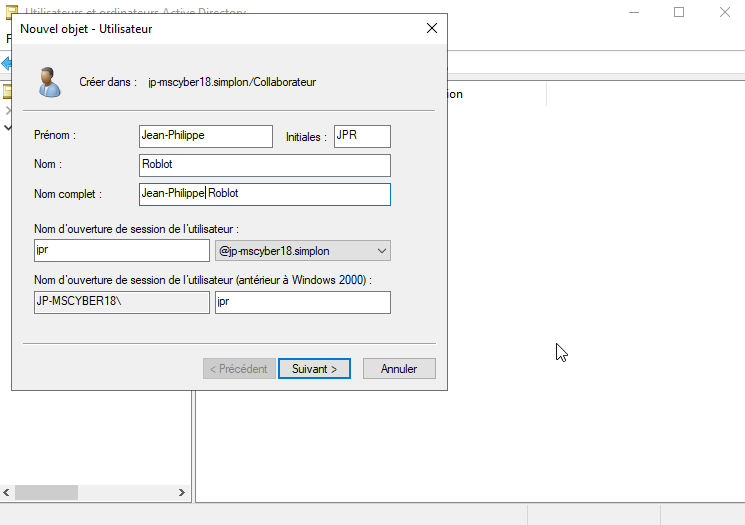 Utilisateurs et ordinateurs Active Directory
Nouvel objet - Utilisateur
F
Créer dans : jp-mscyber18.simplon/Collaborateur
ion
Prénom : Jean-Philippe Initiales : JPR
Nom : Roblot
Nom complet : Jean-Philippe Roblot
Nom d'ouverture de session de l'utilisateur :
jpr @jp-mscyber18.simplon
Nom d'ouverture de session de l'utilisateur (antérieur à Windows 2000) :
JP-MSCYBER18\ jpr
< Précédent Suivant > Annuler